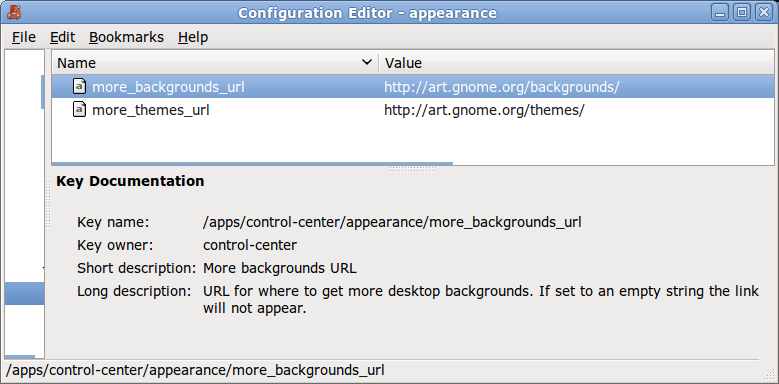 Configuration Editor - appearance
File Edit Bookmarks Help
Name Value
more_backgrounds_url http://art.gnome.org/backgrounds/
more_themes_url http://art.gnome.org/themes/
Key Documentation
Key name: /apps/control-center/appearance/more_backgrounds_url
Key owner: control-center
Short description: More backgrounds URL
Long description: URL for where to get more desktop backgrounds. If set to an empty string the link
will not appear.
/apps/control-center/appearance/more_backgrounds_url